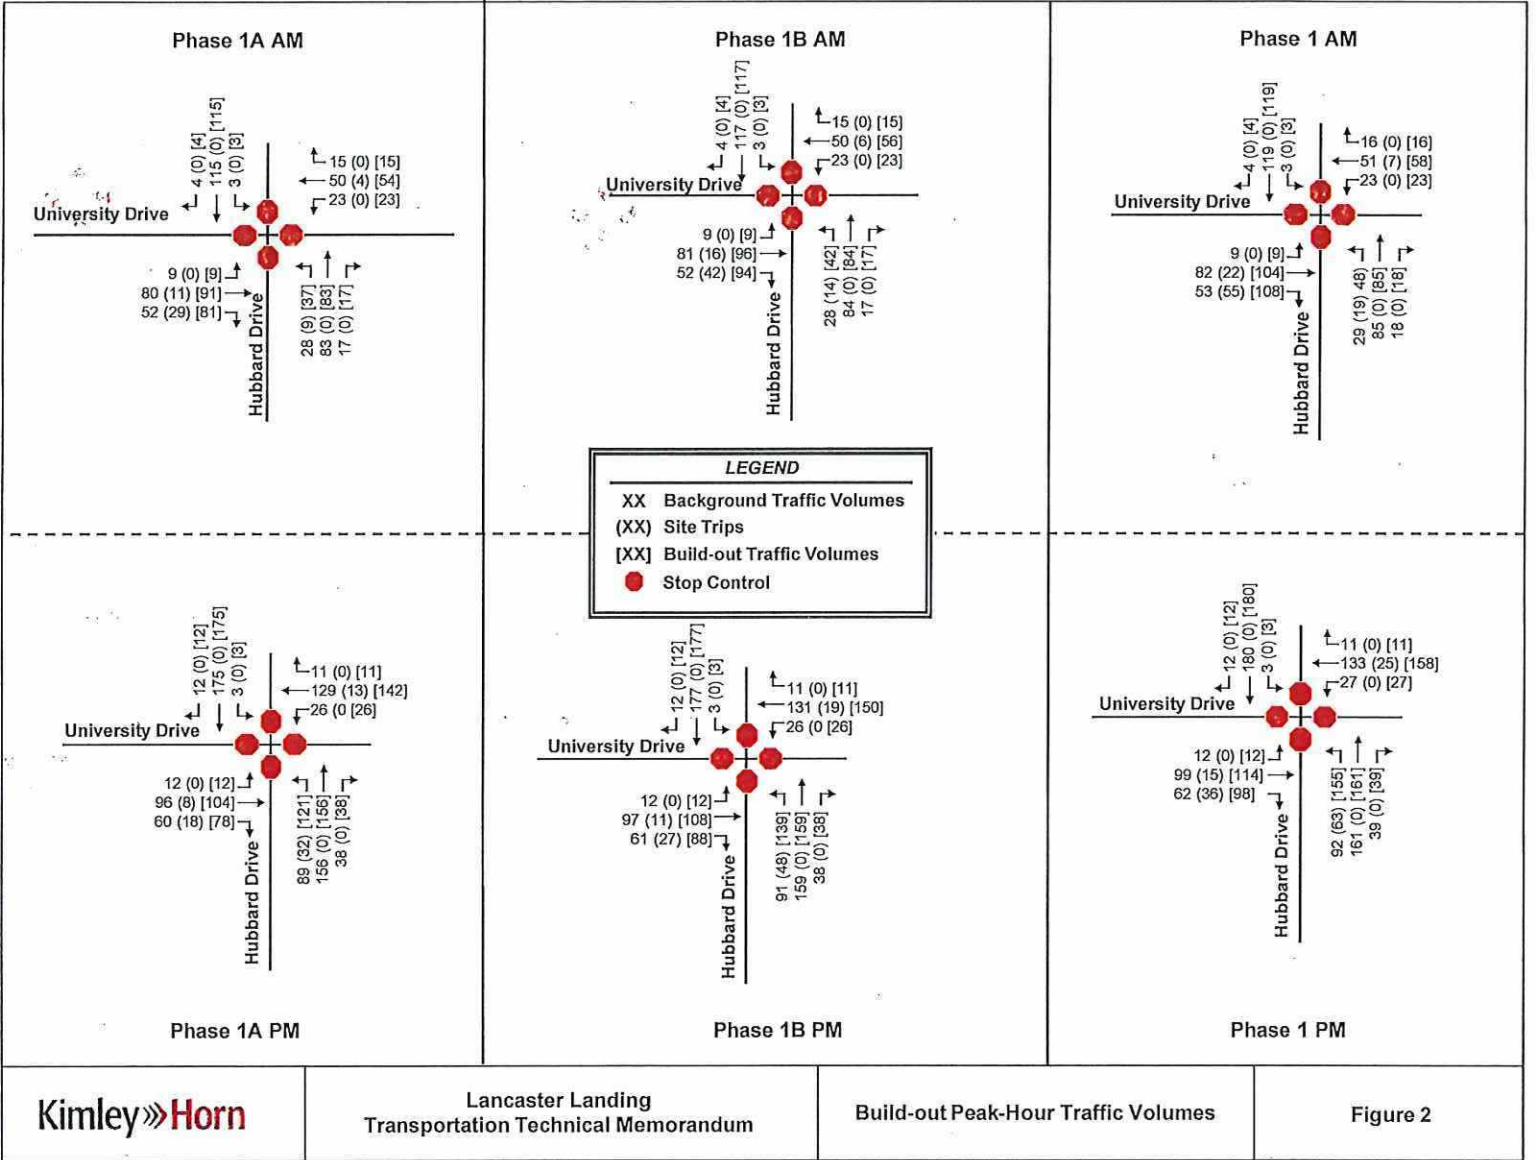 Phase 1A AM
4 (0) [4]
115 (0) [115]
3 (0) [3]
15 (0) [15]
50 (4) [54]
23 (0) [23]
University Drive
9 (0) [9]
80 (11) [91]
52 (29) [81]
28 (9) [37]
83 (0) [83]
17 (0) [17]
Hubbard Drive
Phase 1B AM
4 (0) [4]
117 (0) [117]
3 (0) [3]
15 (0) [15]
50 (6) [56]
23 (0) [23]
University Drive
9 (0) [9]
81 (16) [96]
52 (42) [94]
28 (14) [42]
84 (0) [84]
17 (0) [17]
Hubbard Drive
Phase 1 AM
4 (0) [4]
119 (0) [119]
3 (0) [3]
16 (0) [16]
51 (7) [58]
23 (0) [23]
University Drive
9 (0) [9]
82 (22) [104]
53 (55) [108]
29 (19) 48)
85 (0) [85]
18 (0) [18]
Hubbard Drive
LEGEND
XX Background Traffic Volumes
(XX) Site Trips
[XX] Build-out Traffic Volumes
Stop Control
12 (0) [12]
175 (0) [175]
3 (0) [3]
11 (0) [11]
129 (13) [142]
26 (0 [26]
University Drive
12 (0) [12]
96 (8) [104]
60 (18) [78]
89 (32) [121]
156 (0) [156]
38 (0) [38]
Hubbard Drive
Phase 1A PM
12 (0) [12]
177 (0) [177]
3 (0) [3]
11 (0) [11]
131 (19) [150]
26 (0 [26]
University Drive
12 (0) [12]
97 (11) [108]
61 (27) [88]
91 (48) [139]
159 (0) [159]
38 (0) [38]
Hubbard Drive
Phase 1B PM
12 (0) [12]
180 (0) [180]
3 (0) [3]
11 (0) [11]
133 (25) [158]
27 (0) [27]
University Drive
12 (0) [12]
99 (15) [114]
62 (36) [98]
92 (63) [155]
161 (0) [161]
39 (0) [39]
Hubbard Drive
Phase 1 PM
Kimley»Horn
Lancaster Landing
Transportation Technical Memorandum
Build-out Peak-Hour Traffic Volumes
Figure 2